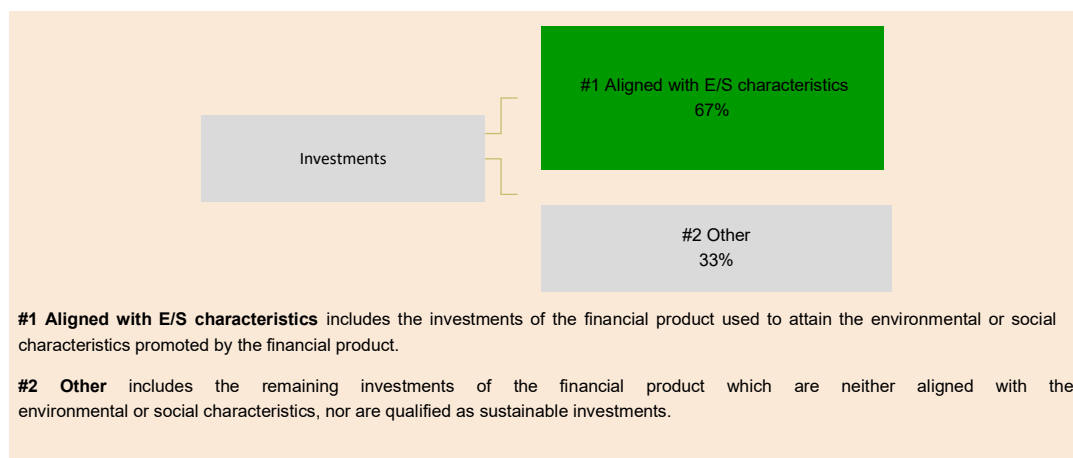 #1 Aligned with E/S characteristics
67%
Investments
#2 Other
33%
#1 Aligned with E/S characteristics includes the investments of the financial product used to attain the environmental or social
characteristics promoted by the financial product.
#2 Other includes the remaining investments of the financial product which are neither aligned with the
environmental or social characteristics, nor are qualified as sustainable investments.